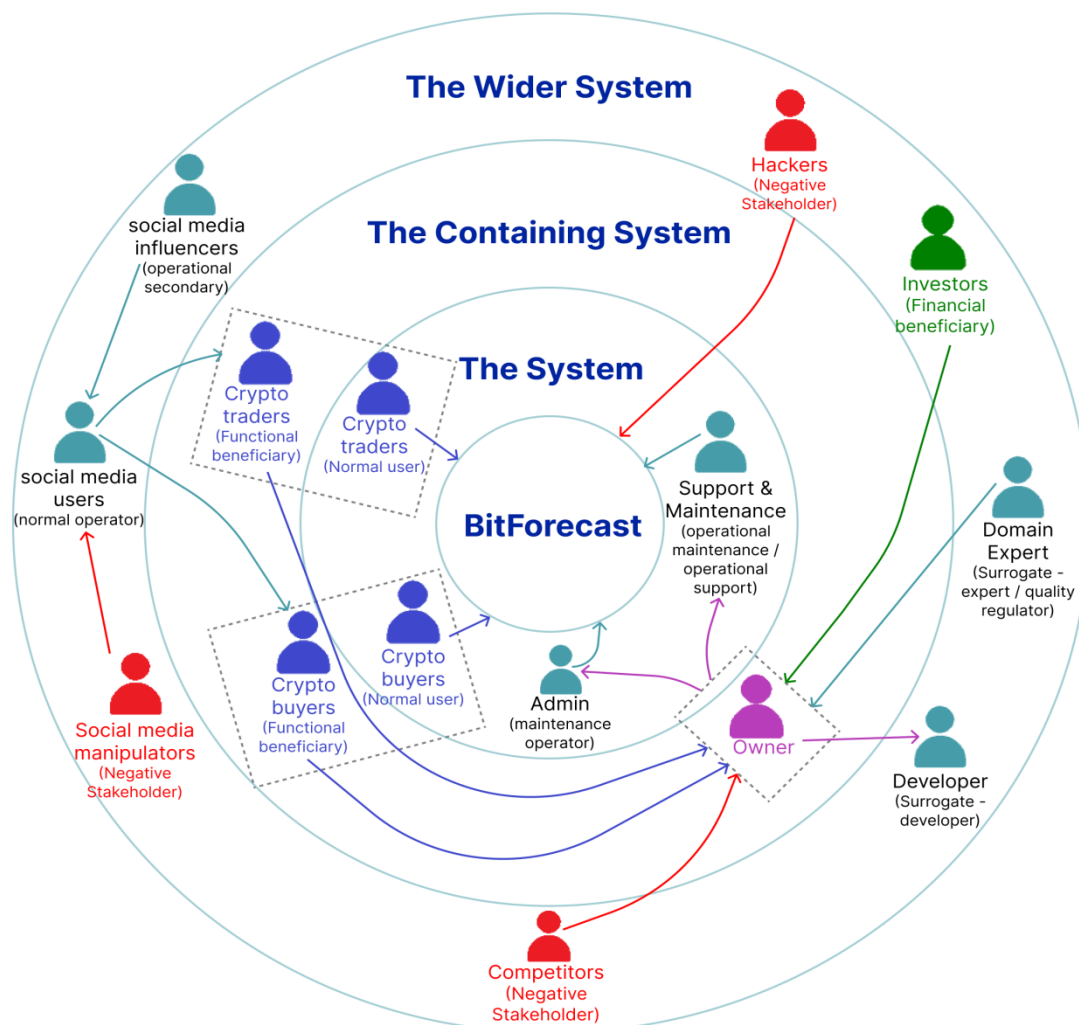 The Wider System
Hackers
(Negative
Stakeholder)
social media
influencers
(operational
secondary)
The Containing System
Investors
(Financial
beneficiary)
The System
Crypto
traders
(Functional
beneficiary)
Crypto
traders
(Normal user)
social media
users
(normal operator)
BitForecast
Support &
Maintenance
(operational
maintenance /
operational
support)
Domain
Expert
(Surrogate -
expert / quality
regulator)
Crypto
buyers
(Functional
beneficiary)
Crypto
buyers
(Normal user)
Admin
(maintenance
operator)
Owner
Social media
manipulators
(Negative
Stakeholder)
Developer
(Surrogate -
developer)
Competitors
(Negative
Stakeholder)